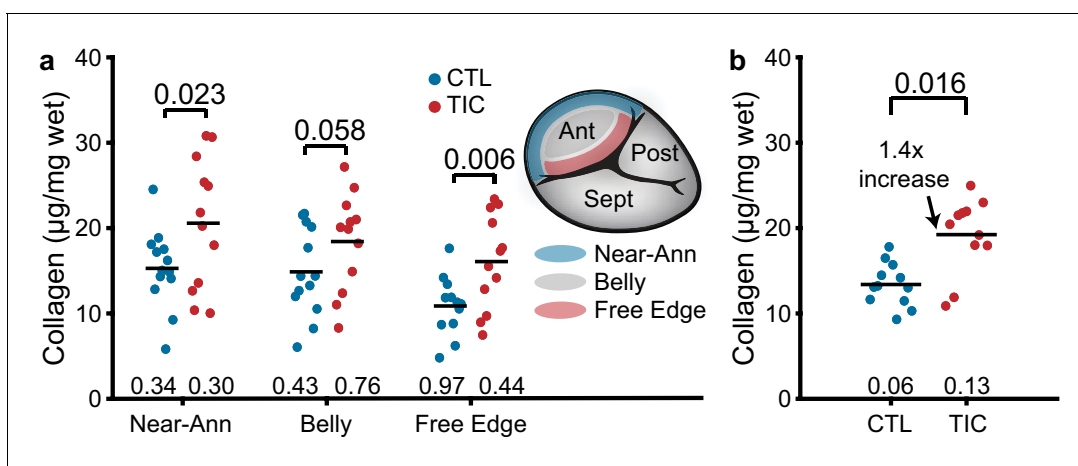 a
40
30
20
10
0
Collagen (µg/mg wet)
0.023
0.058
0.006
CTL
TIC
Ant
Post
Sept
Near-Ann
Belly
Free Edge
0.34 0.30 0.43 0.76 0.97 0.44
Near-Ann Belly Free Edge
b
40
30
20
10
0
Collagen (µg/mg wet)
0.016
1.4x
increase
0.06 0.13
CTL TIC